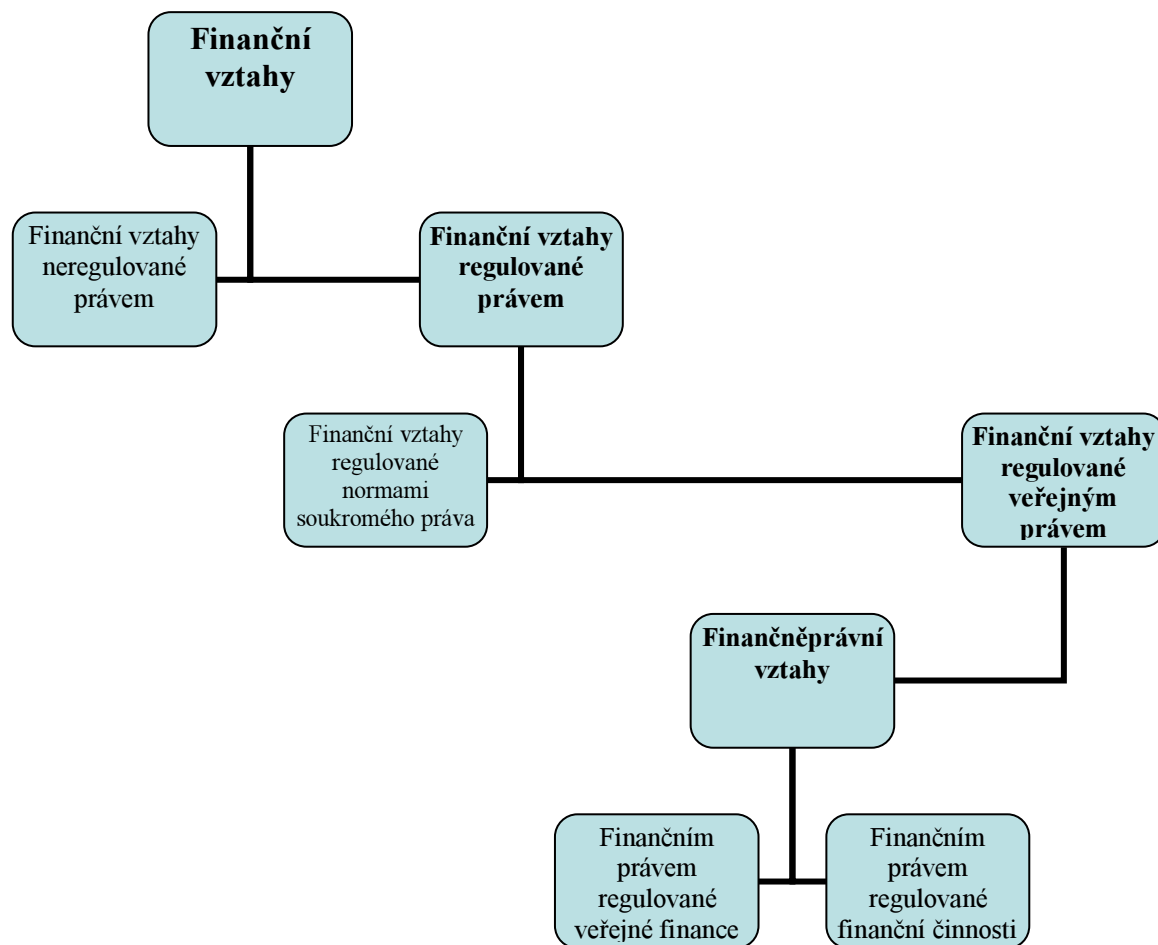 Finanční
vztahy
Finanční vztahy
neregulované
právem
Finanční vztahy
regulované
právem
Finanční vztahy
regulované
normami
soukromého práva
Finanční vztahy
regulované
veřejným
právem
Finančněprávní
vztahy
Finančním
právem
regulované
veřejné finance
Finančním
právem
regulované
finanční činnosti